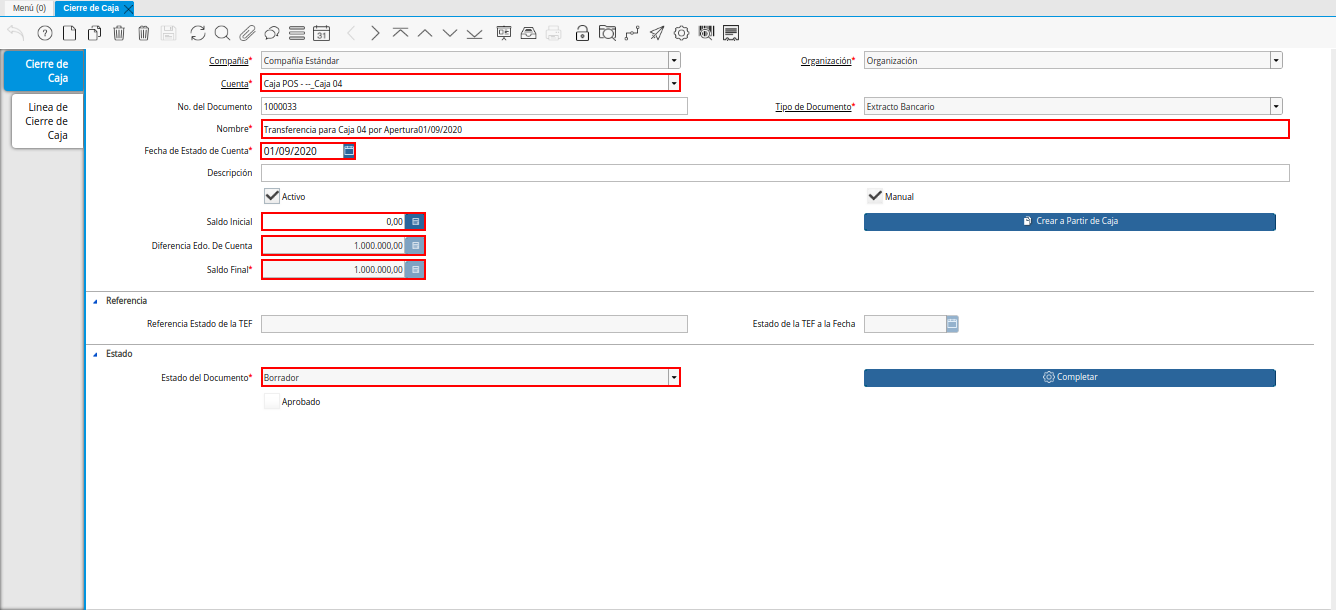 Menú (0) Cierre de Caja
31
Cierre de
Caja
Linea de
Cierre de
Caja
Compañía* Compañía Estándar Organización* Organización
Cuenta* Caja POS - --_Caja 04
No. del Documento 1000033 Tipo de Documento* Extracto Bancario
Nombre* Transferencia para Caja 04 por Apertura01/09/2020
Fecha de Estado de Cuenta* 01/09/2020
Descripción
Activo Manual
Saldo Inicial 0,00 Crear a Partir de Caja
Diferencia Edo. De Cuenta 1.000.000,00
Saldo Final* 1.000.000,00
Referencia
Referencia Estado de la TEF Estado de la TEF a la Fecha
Estado
Estado del Documento* Borrador Completar
Aprobado